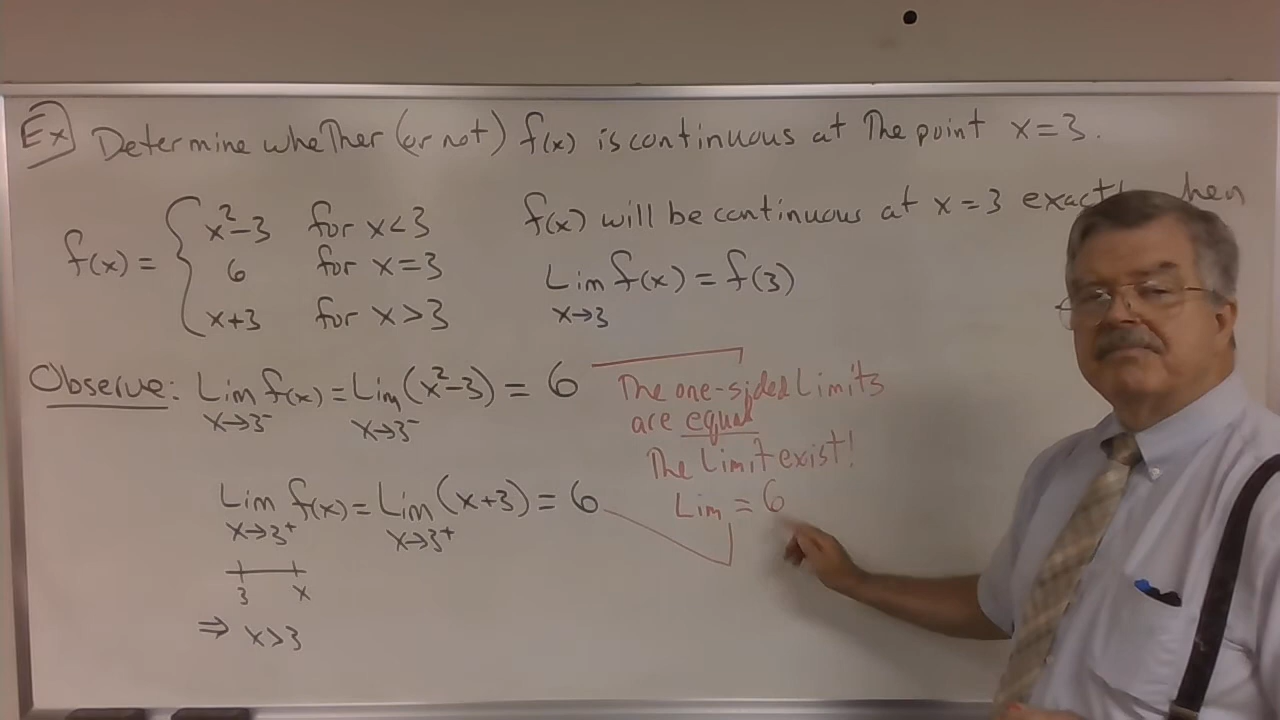 Ex Determine whether (or not) f(x) is continuous at the point x=3.
f(x) = { x²-3 for x<3
6 for x=3
x+3 for x>3
f(x) will be continuous at x=3
Lim f(x) = f(3)
x→3
Observe: Lim f(x) = Lim (x²-3) = 6
x→3⁻ x→3⁻
The one-sided Limits
are equal
The Limit exist!
Lim = 6
Lim f(x) = Lim (x+3) = 6
x→3⁺ x→3⁺
3 x
⇒ x>3